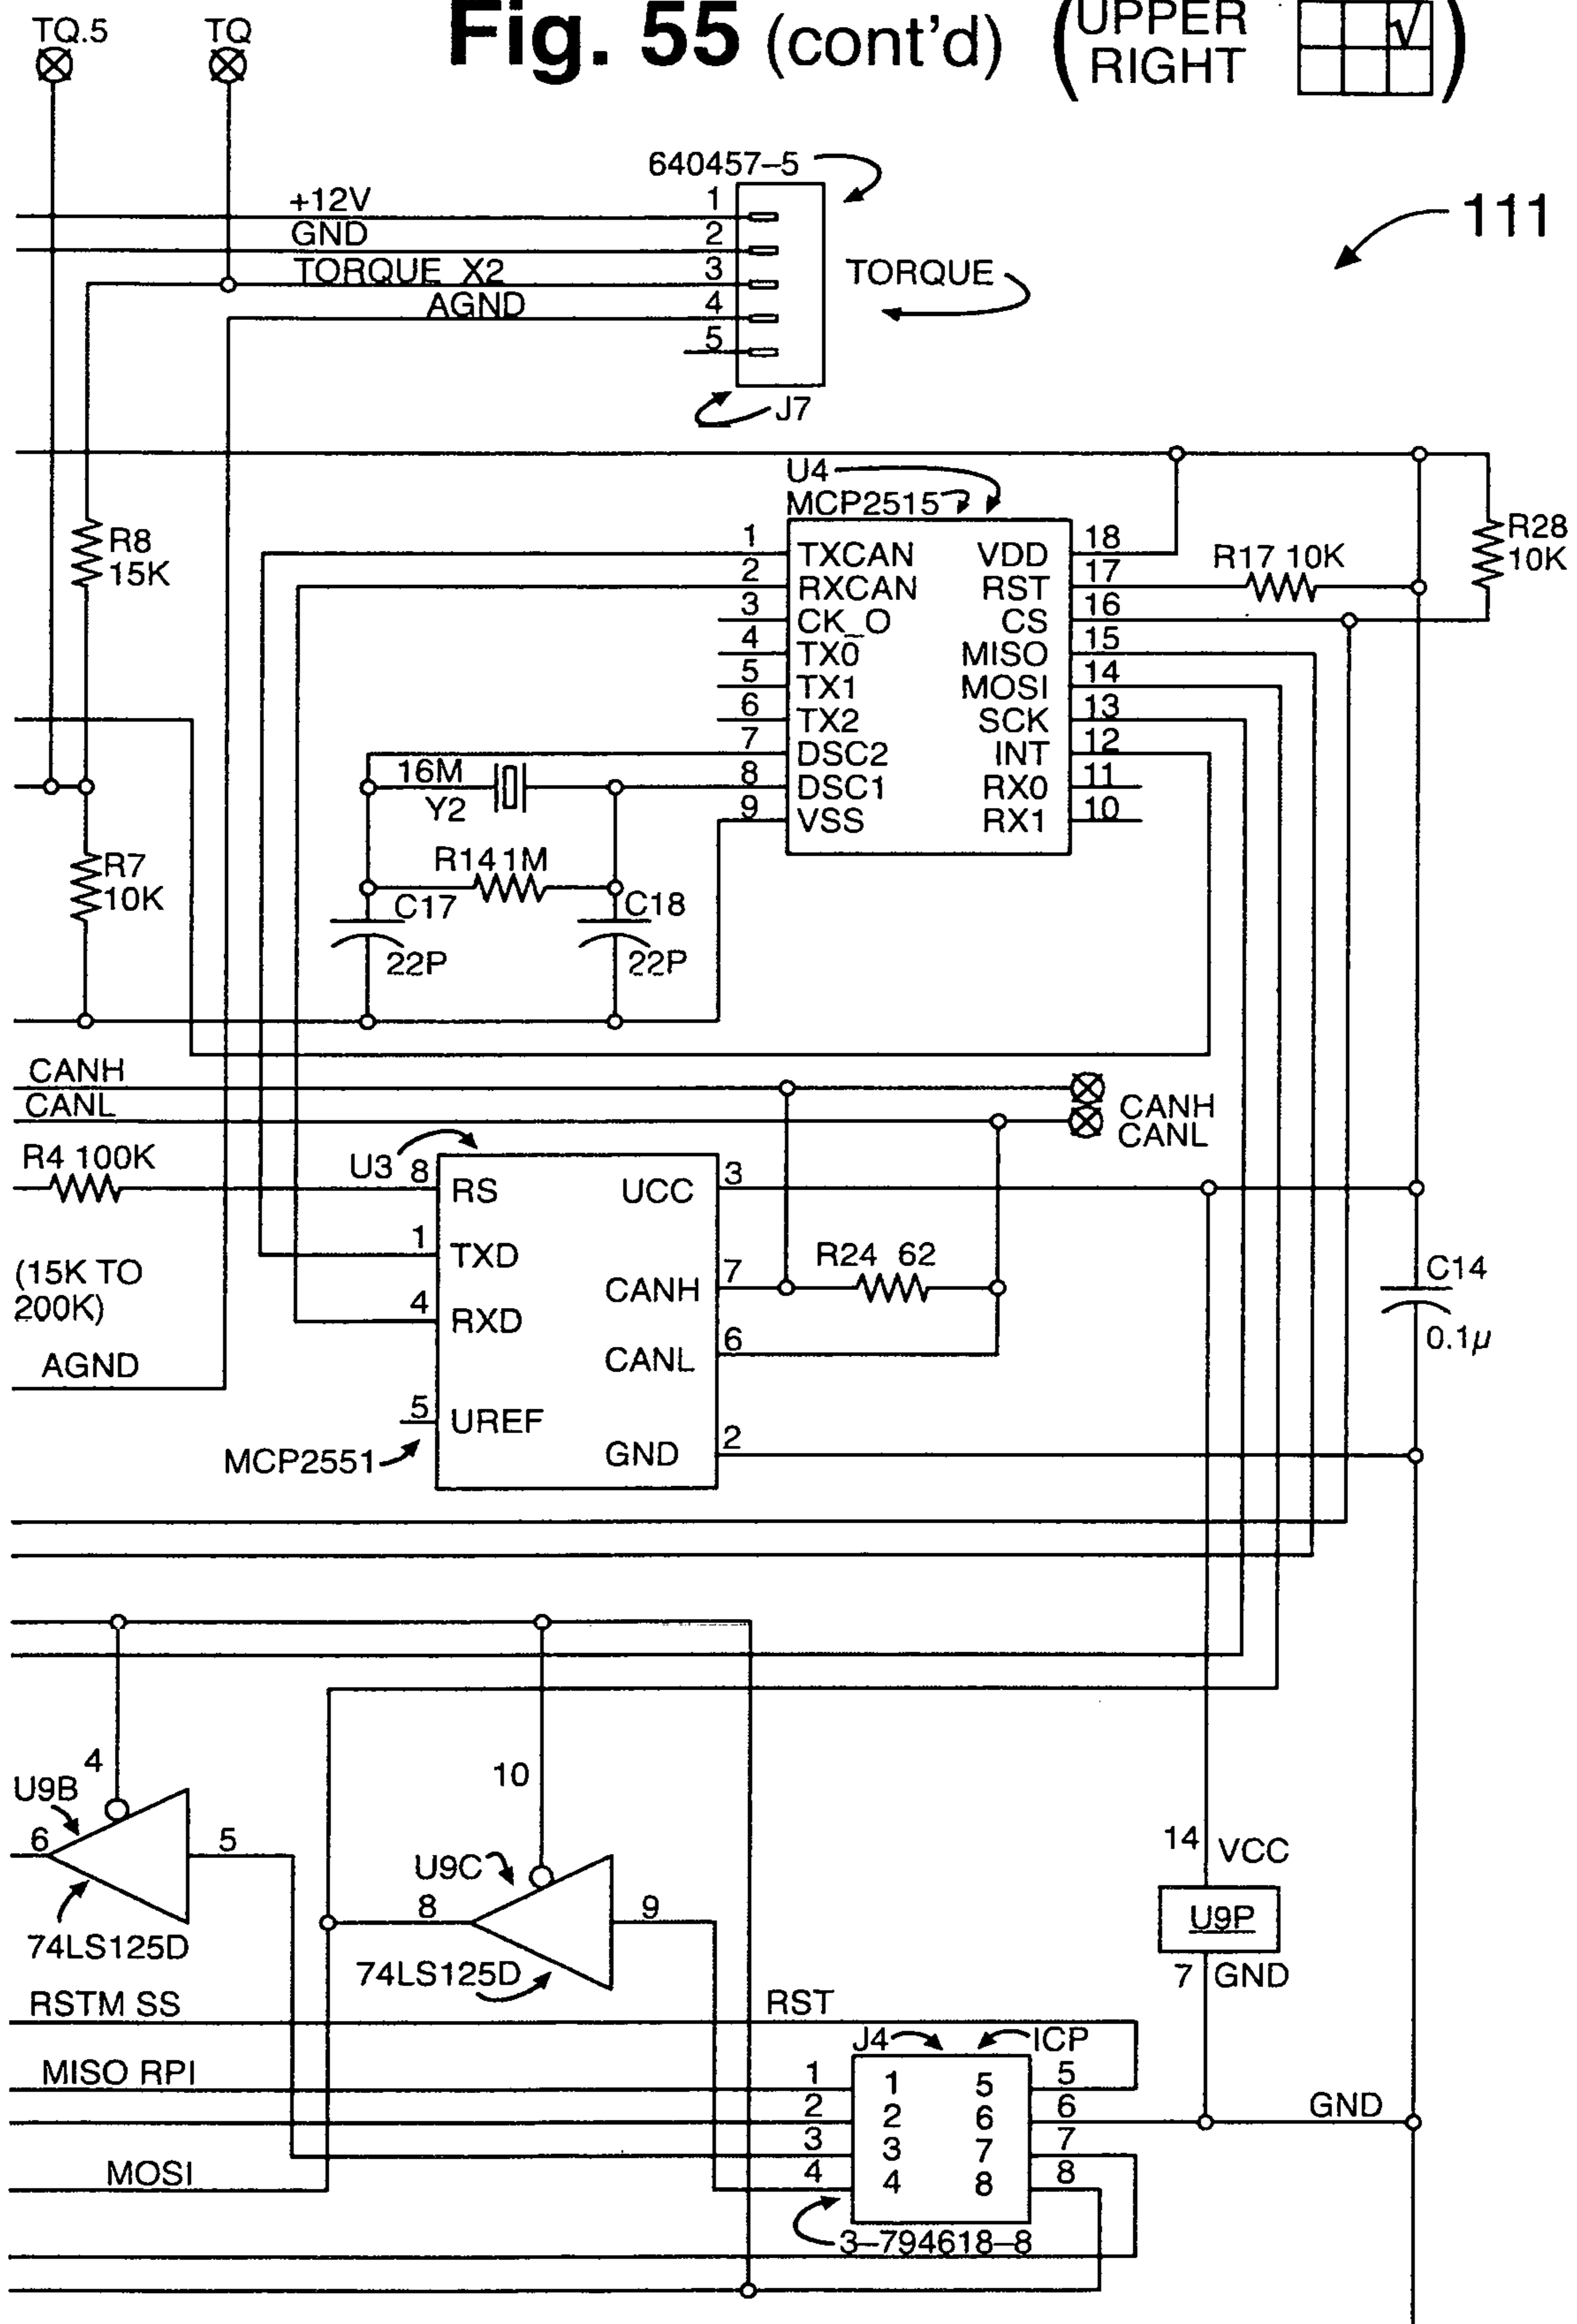 TQ.5
TQ
Fig. 55 (cont'd)
(UPPER RIGHT √)
640457–5
+12V
1
GND
2
TORQUE X2
3
AGND
4
5
TORQUE
J7
111
U4
MCP2515
R8
15K
1 TXCAN VDD 18
2 RXCAN RST 17
3 CK_O CS 16
4 TX0 MISO 15
5 TX1 MOSI 14
6 TX2 SCK 13
7 DSC2 INT 12
8 DSC1 RX0 11
9 VSS RX1 10
R17 10K
R28
10K
16M
Y2
R14 1M
R7
10K
C17
22P
C18
22P
CANH
CANL
CANH
CANL
R4 100K
U3
8 RS UCC 3
1 TXD
CANH 7
4 RXD
CANL 6
5 UREF
GND 2
R24 62
(15K TO
200K)
AGND
MCP2551
C14
0.1µ
4
U9B
6
5
74LS125D
10
U9C
8
9
74LS125D
14 VCC
U9P
7 GND
RSTM SS
RST
J4
ICP
MISO RPI
1 1 5 5
2 2 6 6
3 3 7 7
4 4 8 8
GND
MOSI
3–794618–8